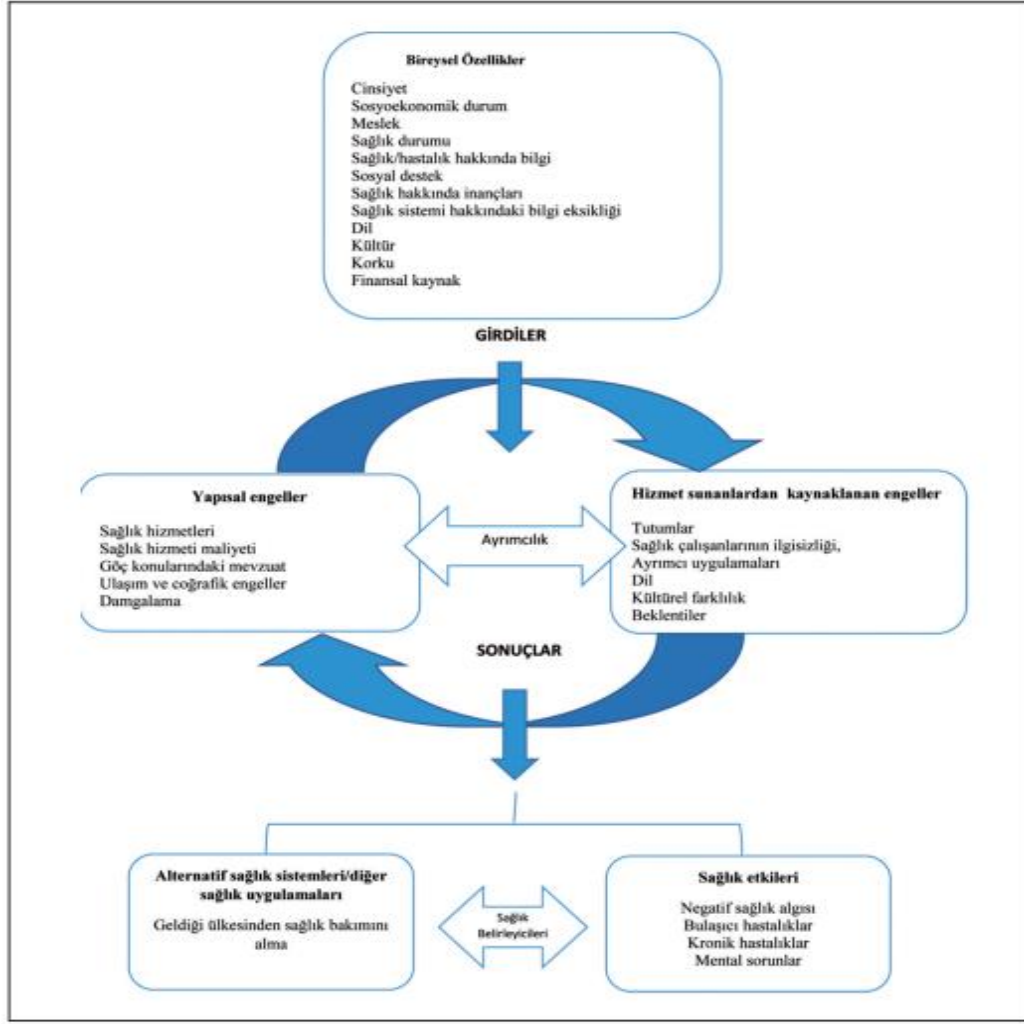 Bireysel Özellikler
Cinsiyet
Sosyoekonomik durum
Meslek
Sağlık durumu
Sağlık/hastalık hakkında bilgi
Sosyal destek
Sağlık hakkında inançları
Sağlık sistemi hakkındaki bilgi eksikliği
Dil
Kültür
Korku
Finansal kaynak
GİRDİLER
Yapısal engeller
Sağlık hizmetleri
Sağlık hizmeti maliyeti
Göç konularındaki mevzuat
Ulaşım ve coğrafik engeller
Damgalama
Ayrımcılık
Hizmet sunanlardan kaynaklanan engeller
Tutumlar
Sağlık çalışanlarının ilgisizliği,
Ayrımcı uygulamaları
Dil
Kültürel farklılık
Beklentiler
SONUÇLAR
Alternatif sağlık sistemleri/diğer
sağlık uygulamaları
Geldiği ülkesinden sağlık bakımını
alma
Sağlık
Belirleyicileri
Sağlık etkileri
Negatif sağlık algısı
Bulaşıcı hastalıklar
Kronik hastalıklar
Mental sorunlar